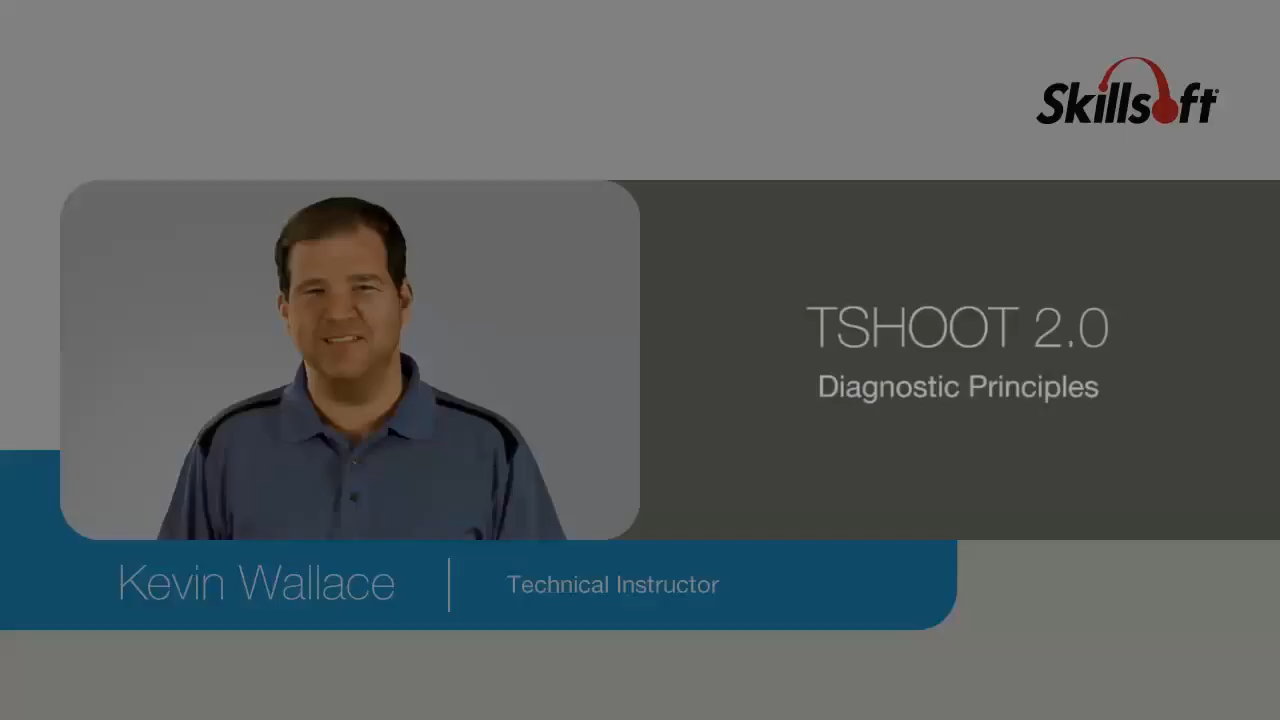 Skillsoft
TSHOOT 2.0
Diagnostic Principles
Kevin Wallace
Technical Instructor